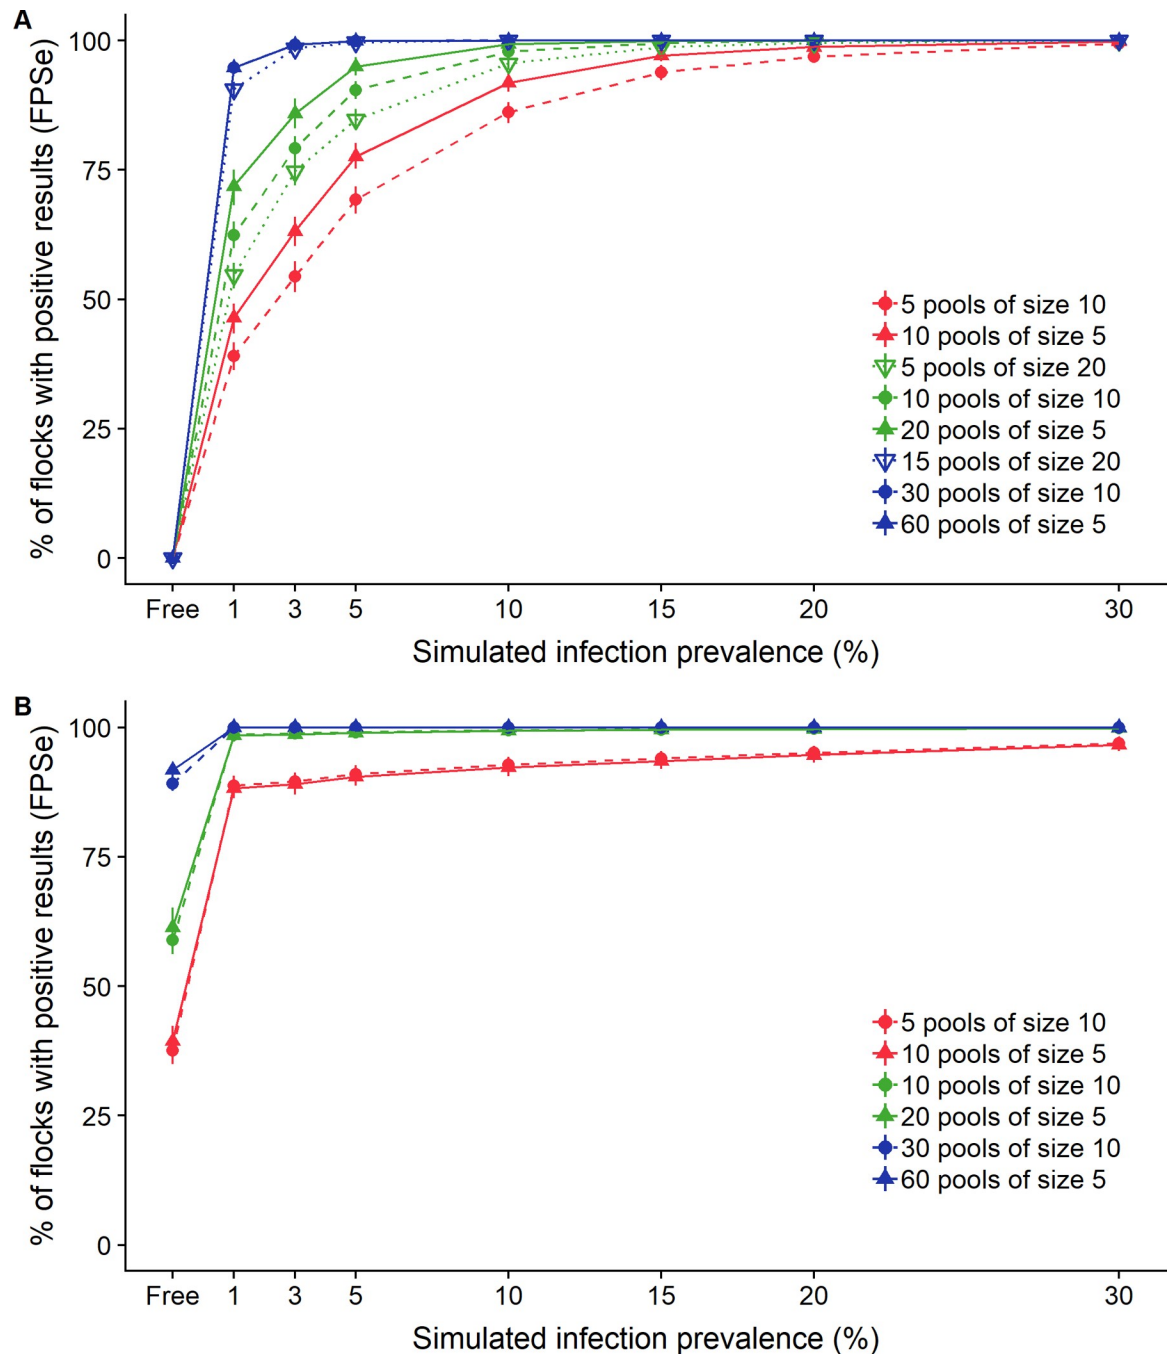 A
% of flocks with positive results (FPSe)
100
75
50
25
0
5 pools of size 10
10 pools of size 5
5 pools of size 20
10 pools of size 10
20 pools of size 5
15 pools of size 20
30 pools of size 10
60 pools of size 5
Free 1 3 5 10 15 20 30
Simulated infection prevalence (%)
B
% of flocks with positive results (FPSe)
100
75
50
25
0
5 pools of size 10
10 pools of size 5
10 pools of size 10
20 pools of size 5
30 pools of size 10
60 pools of size 5
Free 1 3 5 10 15 20 30
Simulated infection prevalence (%)